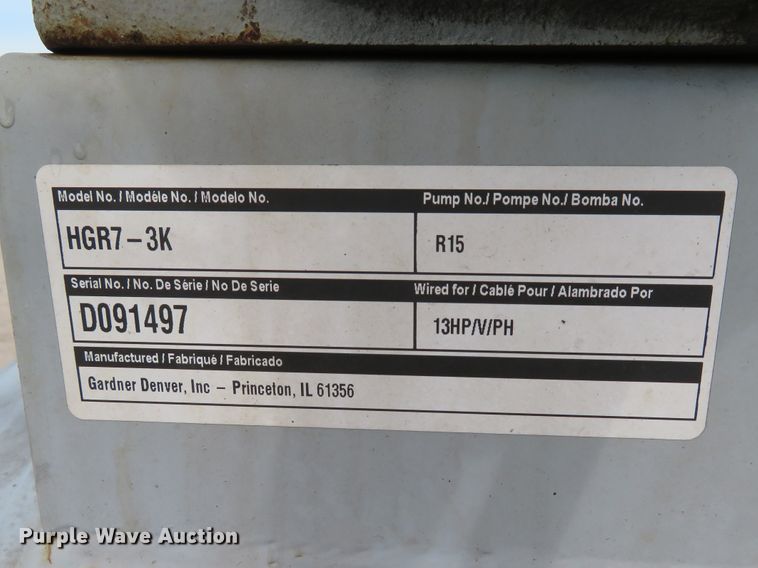 Model No. / Modéle No. / Modelo No. Pump No./ Pompe No./ Bomba No.
HGR7 – 3K R15
Serial No. / No. De Série / No De Serie Wired for / Cablé Pour / Alambrado Por
D091497 13HP/V/PH
Manufactured / Fabriqué / Fabricado
Gardner Denver, Inc – Princeton, IL 61356
Purple Wave Auction